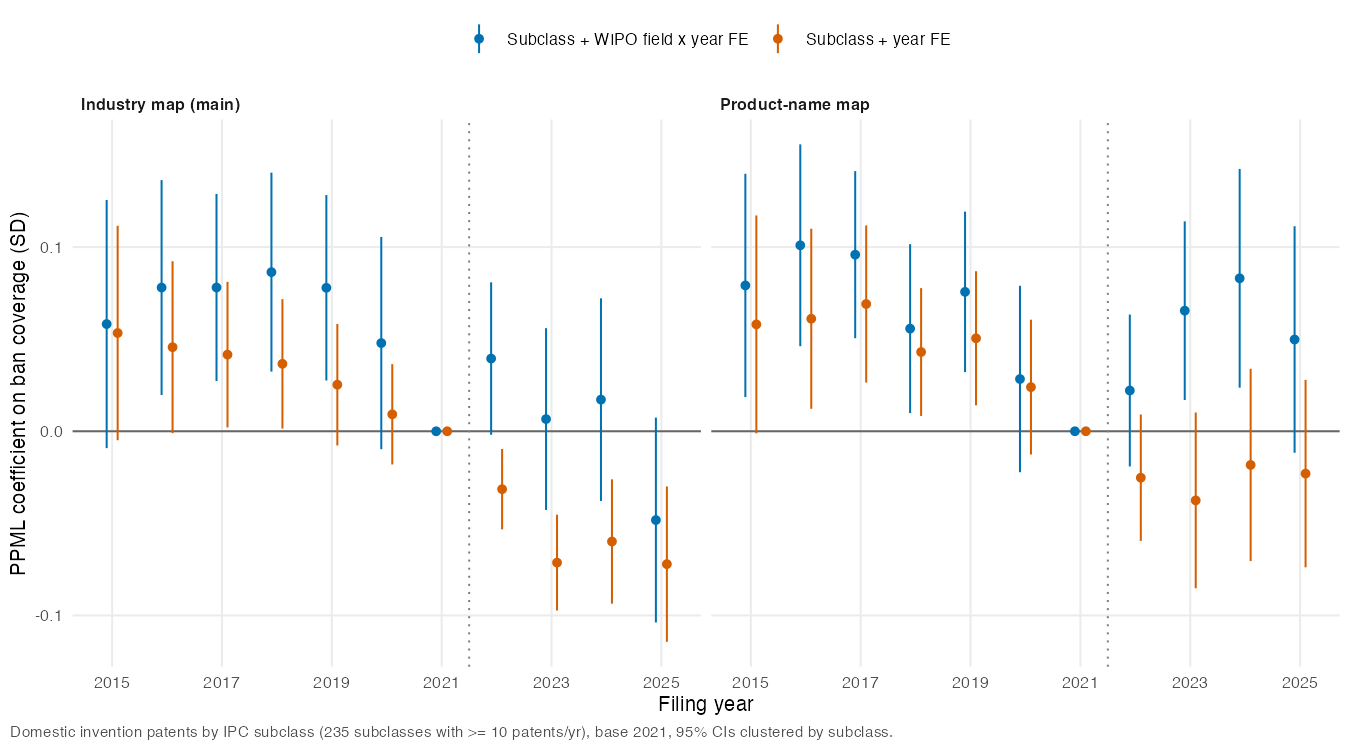 Subclass + WIPO field x year FE
Subclass + year FE
Industry map (main)
Product-name map
PPML coefficient on ban coverage (SD)
0.1
0.0
-0.1
2015 2017 2019 2021 2023 2025
2015 2017 2019 2021 2023 2025
Filing year
Domestic invention patents by IPC subclass (235 subclasses with >= 10 patents/yr), base 2021, 95% CIs clustered by subclass.